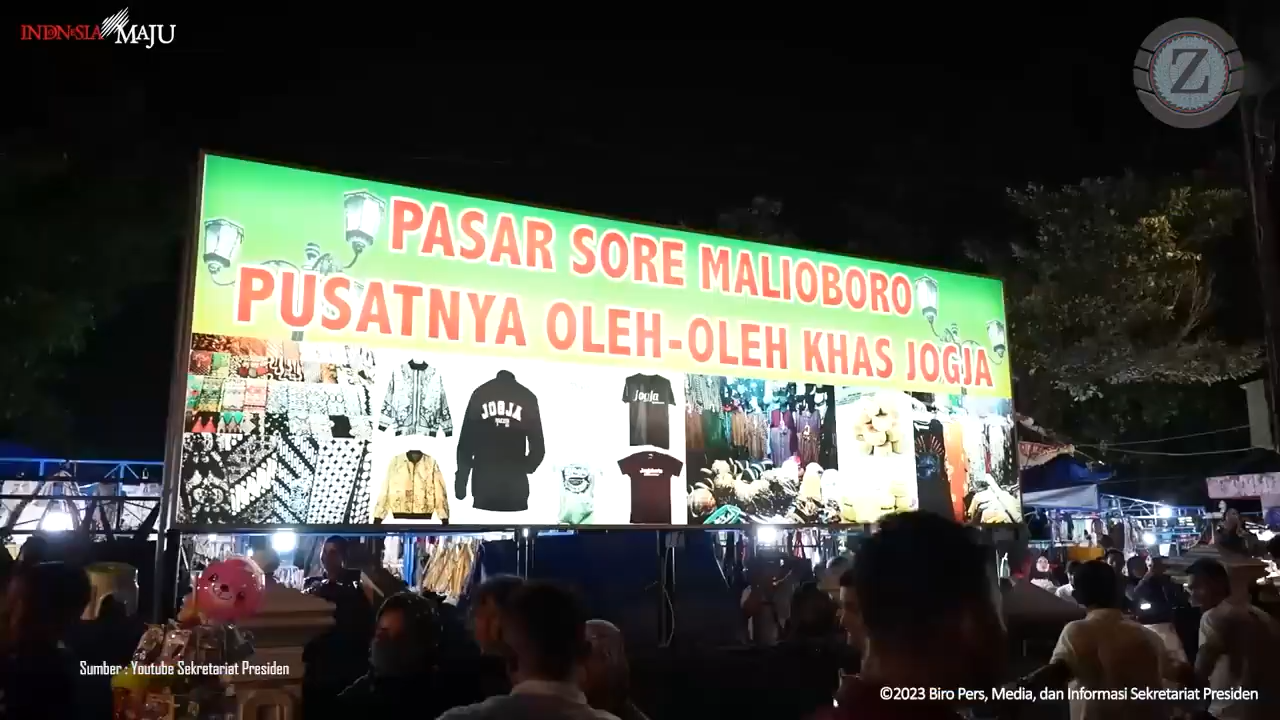 INDONESIA MAJU
Z
PASAR SORE MALIOBORO
PUSATNYA OLEH-OLEH KHAS JOGJA
JOGJA
jogja
Sumber : Youtube Sekretariat Presiden
©2023 Biro Pers, Media, dan Informasi Sekretariat Presiden